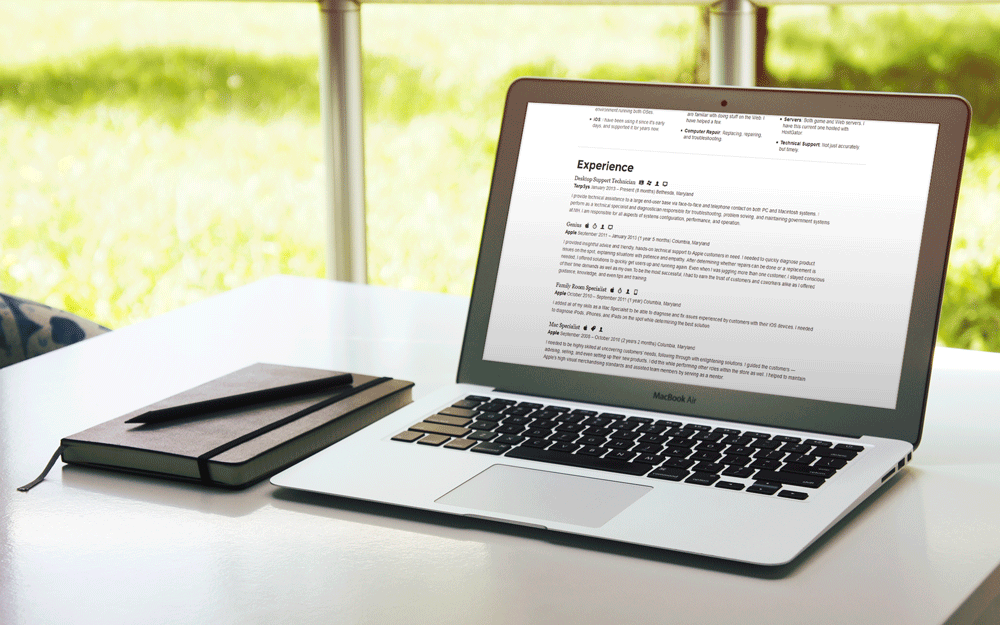 environment running both OSes.
• iOS: I have been using it since it's early
days, and supported it for years now.
are familiar with doing stuff on the Web. I
have helped a few.
• Computer Repair: Replacing, repairing,
and troubleshooting.
• Servers: Both game and Web servers. I
have this current one hosted with
HostGator
• Technical Support: Not just accurately,
but timely.
Experience
Desktop Support Technician
TerpSys January 2013 – Present (8 months) Bethesda, Maryland
I provide technical assistance to a large end-user base via face-to-face and telephone contact on both PC and Macintosh systems. I
perform as a technical specialist and diagnostician responsible for troubleshooting, problem solving, and maintaining government systems
at NIH. I am responsible for all aspects of systems configuration, performance, and operation.
Genius
Apple September 2011 – January 2013 (1 year 5 months) Columbia, Maryland
I provided insightful advice and friendly, hands-on technical support to Apple customers in need. I needed to quickly diagnose product
issues on the spot, explaining situations with patience and empathy. After determining whether repairs can be done or a replacement is
needed, I offered solutions to quickly get users up and running again. Even when I was juggling more than one customer, I stayed conscious
of their time demands as well as my own. To be the most successful, I had to earn the trust of customers and coworkers alike as I offered
guidance, knowledge, and even tips and training.
Family Room Specialist
Apple October 2010 – September 2011 (1 year) Columbia, Maryland
I added all of my skills as a Mac Specialist to be able to diagnose and fix issues experienced by customers with their iOS devices. I needed
to diagnose iPods, iPhones, and iPads on the spot while determining the best solution.
Mac Specialist
Apple September 2008 – October 2010 (2 years 2 months) Columbia, Maryland
I needed to be highly skilled at uncovering customers' needs, following through with enlightening solutions. I guided the customers —
advising, selling, and even setting up their new products. I did this while performing other roles within the store as well. I helped to maintain
Apple's high visual merchandising standards and assisted team members by serving as a mentor.
MacBook Air